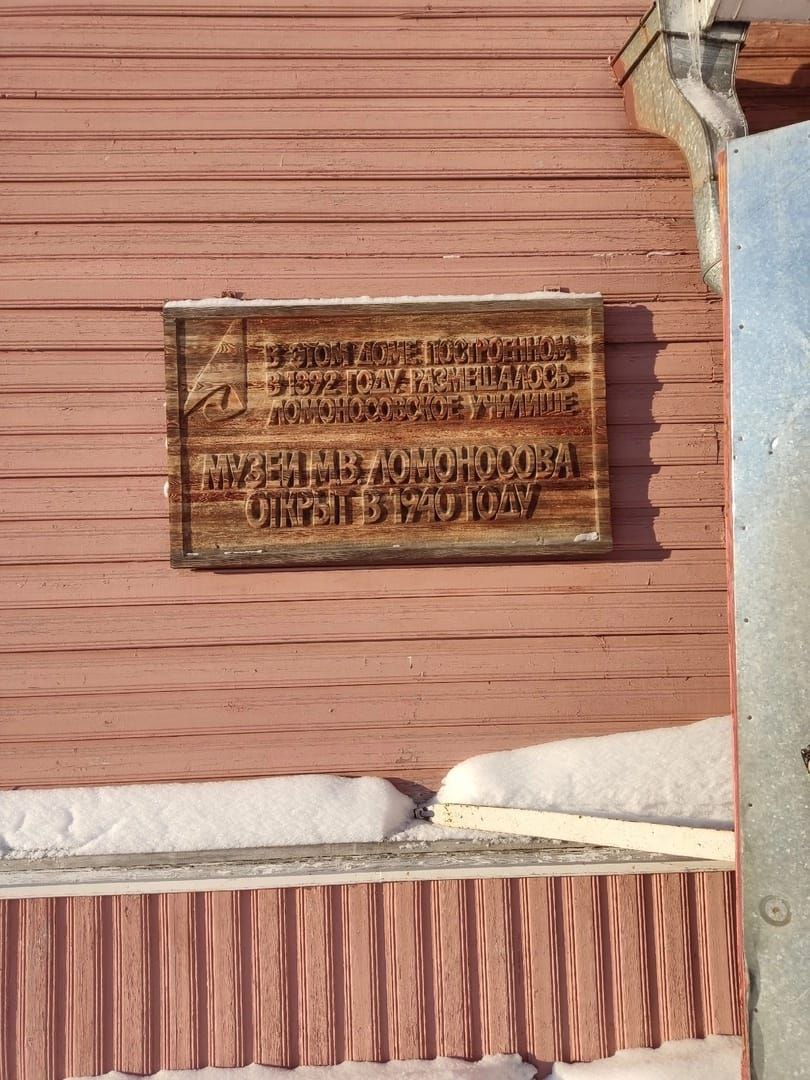 В ЭТОМ ДОМЕ ПОСТРОЕННОМ
В 1892 ГОДУ РАЗМЕЩАЛОСЬ
ЛОМОНОСОВСКОЕ УЧИЛИЩЕ
МУЗЕЙ М.В. ЛОМОНОСОВА
ОТКРЫТ В 1940 ГОДУ